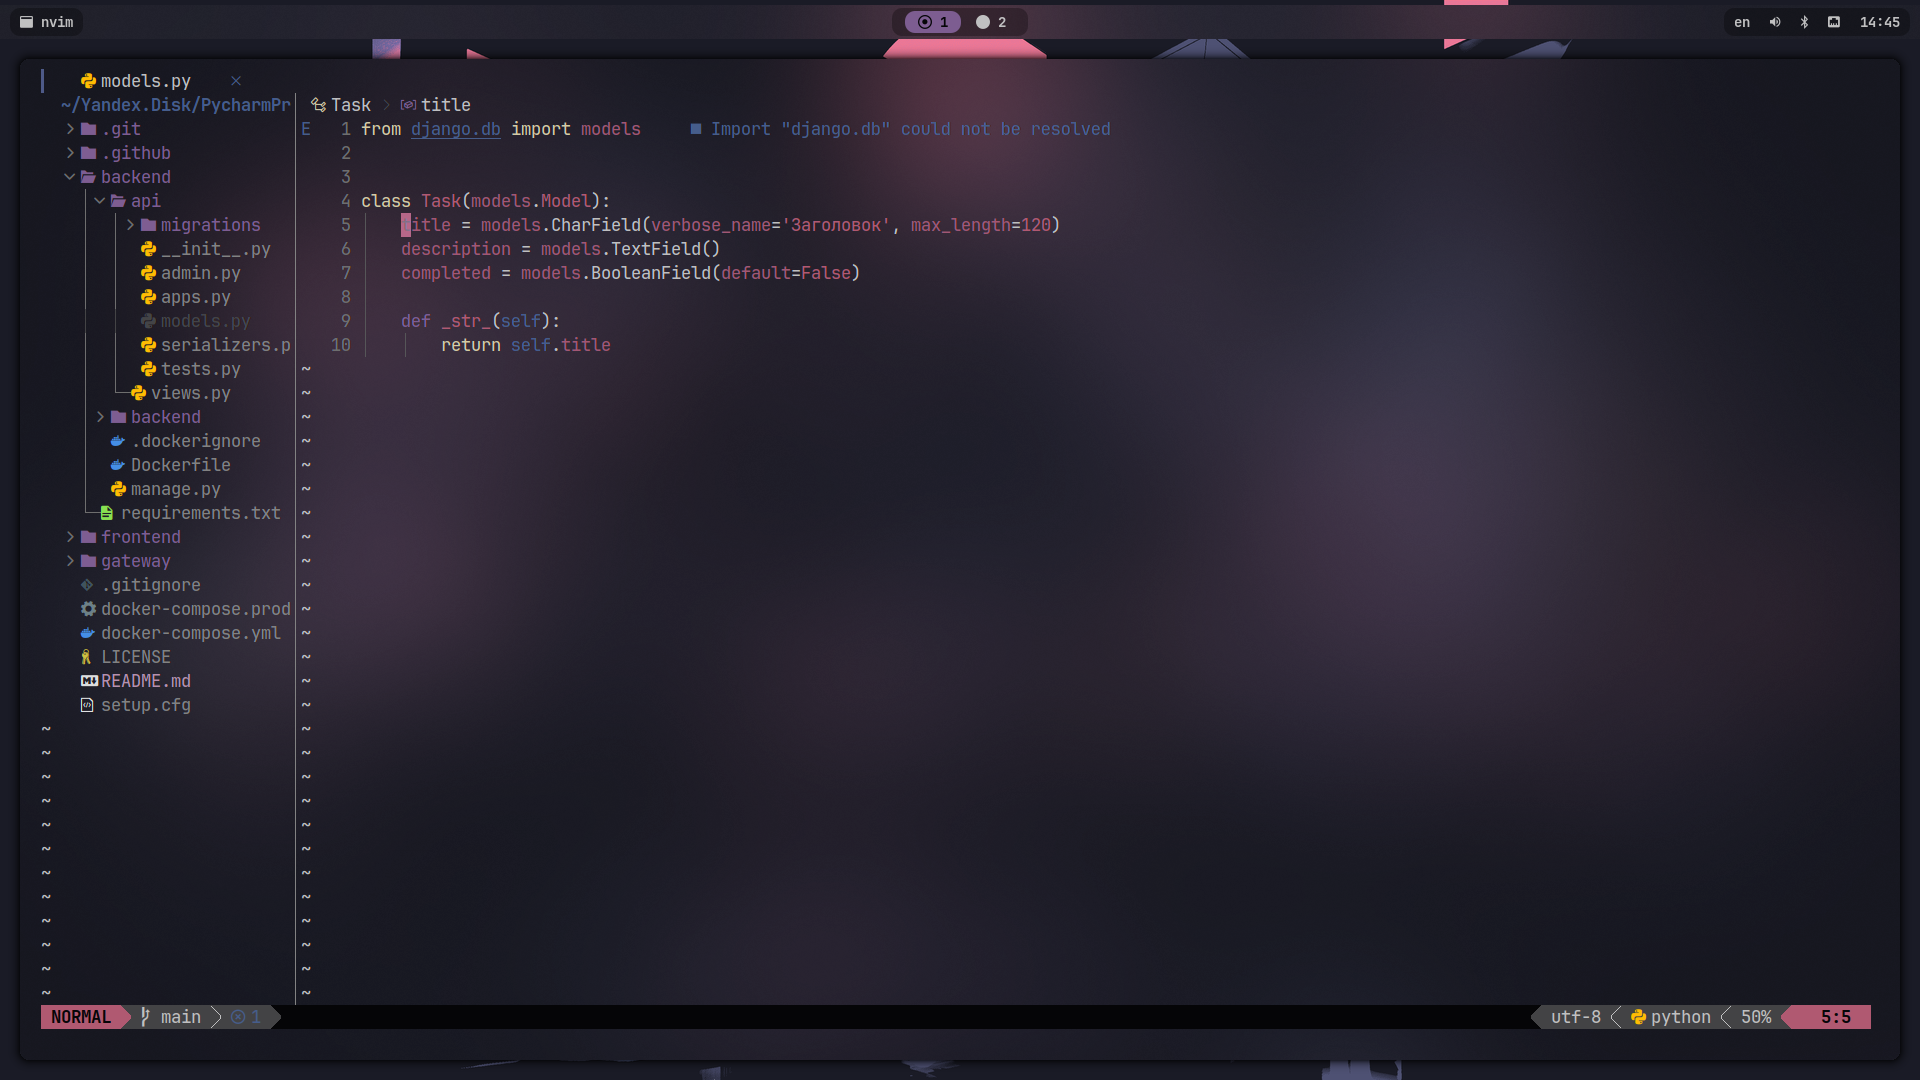 nvim
1 2
en 14:45
models.py
~/Yandex.Disk/PycharmPr
.git
.github
backend
api
migrations
__init__.py
admin.py
apps.py
models.py
serializers.p
tests.py
views.py
backend
.dockerignore
Dockerfile
manage.py
requirements.txt
frontend
gateway
.gitignore
docker-compose.prod
docker-compose.yml
LICENSE
README.md
setup.cfg
Task > title
E 1 from django.db import models ■ Import "django.db" could not be resolved
2
3
4 class Task(models.Model):
5 title = models.CharField(verbose_name='Заголовок', max_length=120)
6 description = models.TextField()
7 completed = models.BooleanField(default=False)
8
9 def _str_(self):
10 return self.title
NORMAL main 1
utf-8 python 50% 5:5